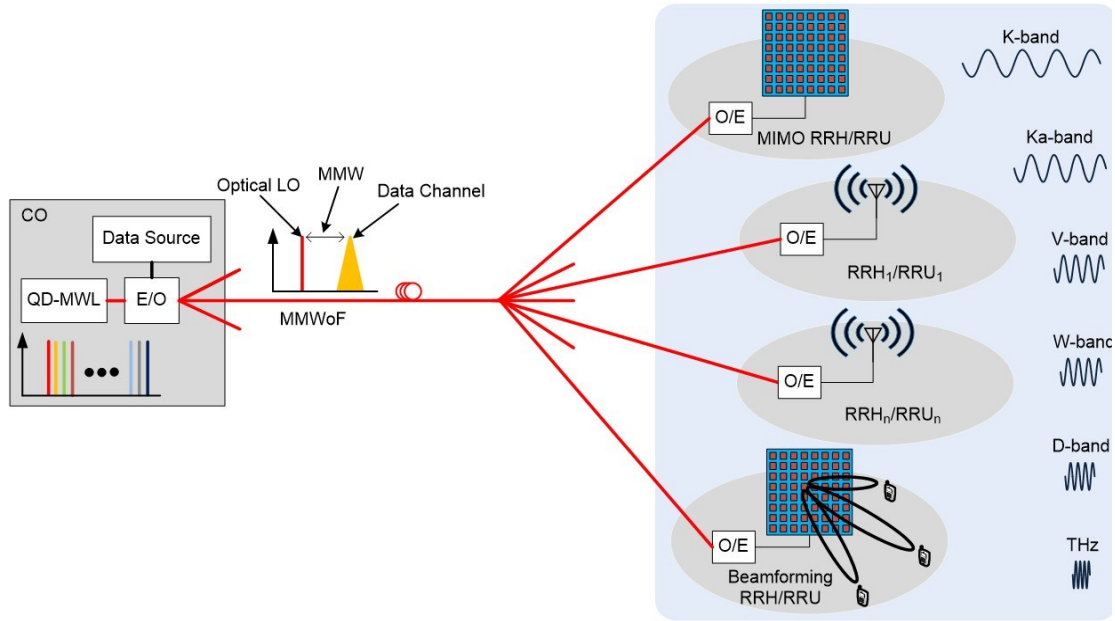 CO
Data Source
QD-MWL
E/O
Optical LO
MMW
Data Channel
MMWoF
O/E
MIMO RRH/RRU
O/E
RRH₁/RRU₁
O/E
RRHₙ/RRUₙ
O/E
Beamforming
RRH/RRU
K-band
Ka-band
V-band
W-band
D-band
THz